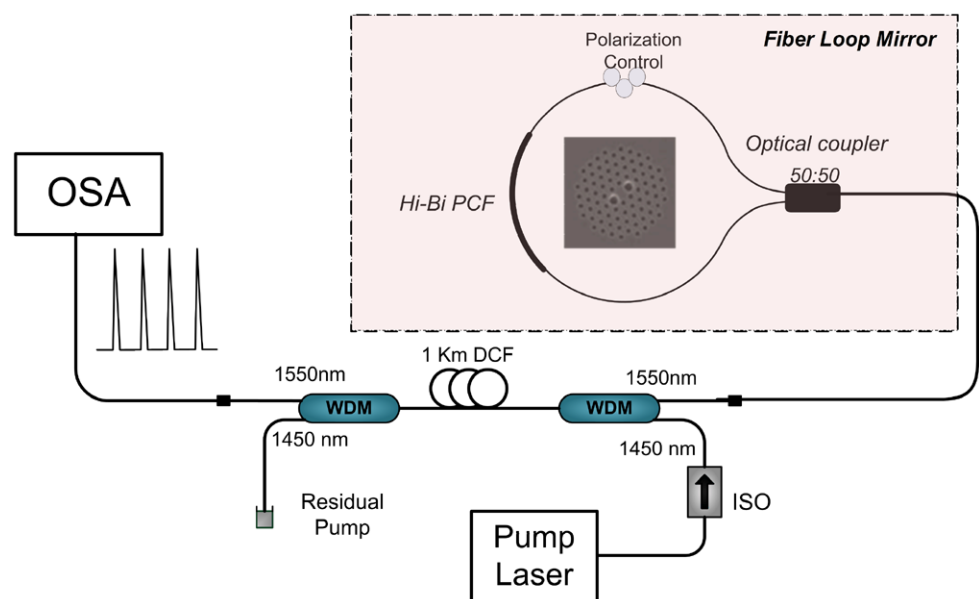 Fiber Loop Mirror
Polarization
Control
Optical coupler
50:50
Hi-Bi PCF
OSA
1 Km DCF
1550nm
WDM
1450 nm
1550nm
WDM
1450 nm
Residual
Pump
ISO
Pump
Laser